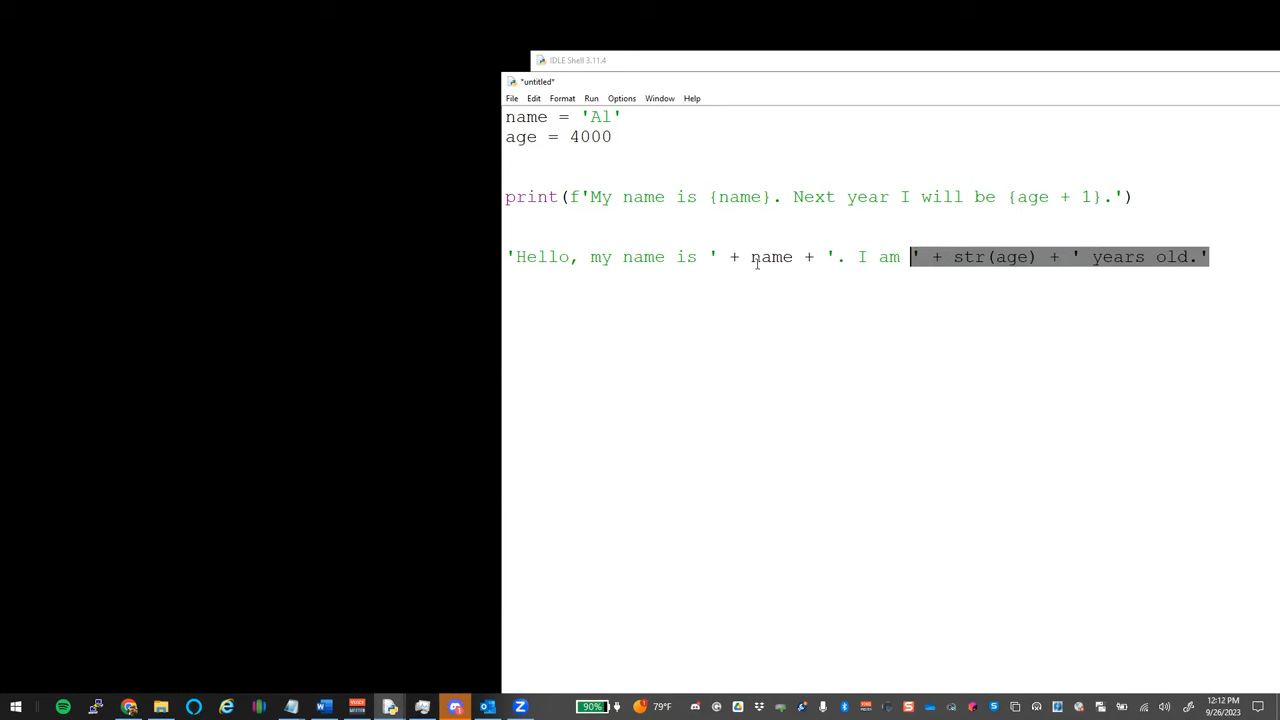 IDLE Shell 3.11.4
*untitled*
File Edit Format Run Options Window Help
name = 'Al'
age = 4000
print(f'My name is {name}. Next year I will be {age + 1}.')
'Hello, my name is ' + name + '. I am ' + str(age) + ' years old.'
90%
79°F
12:12 PM
9/26/2023